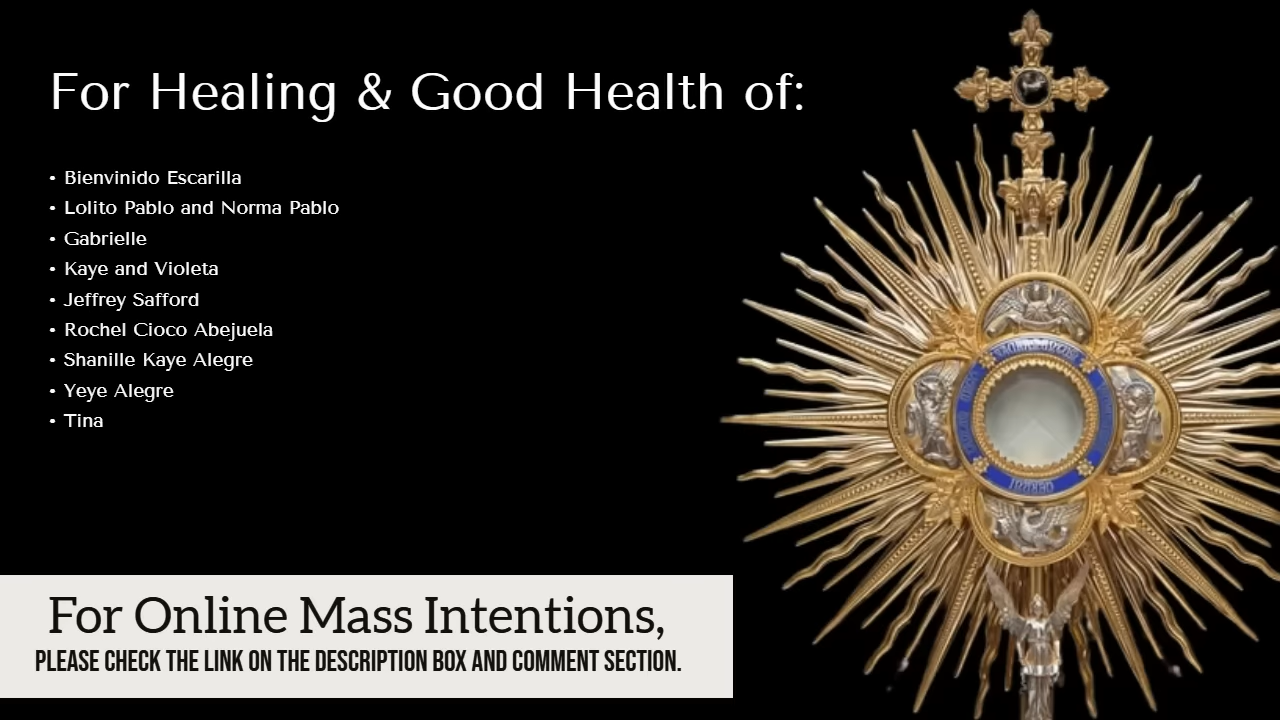 For Healing & Good Health of:
• Bienvinido Escarilla
• Lolito Pablo and Norma Pablo
• Gabrielle
• Kaye and Violeta
• Jeffrey Safford
• Rochel Cioco Abejuela
• Shanille Kaye Alegre
• Yeye Alegre
• Tina
For Online Mass Intentions,
PLEASE CHECK THE LINK ON THE DESCRIPTION BOX AND COMMENT SECTION.